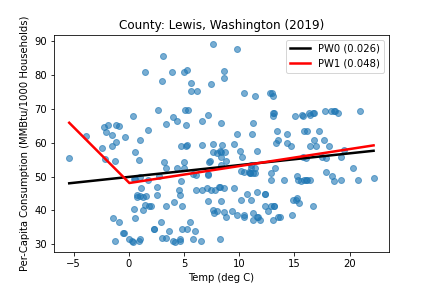 County: Lewis, Washington (2019)
Per-Capita Consumption (MMBtu/1000 Households)
90
80
70
60
50
40
30
PW0 (0.026)
PW1 (0.048)
−5
0
5
10
15
20
Temp (deg C)